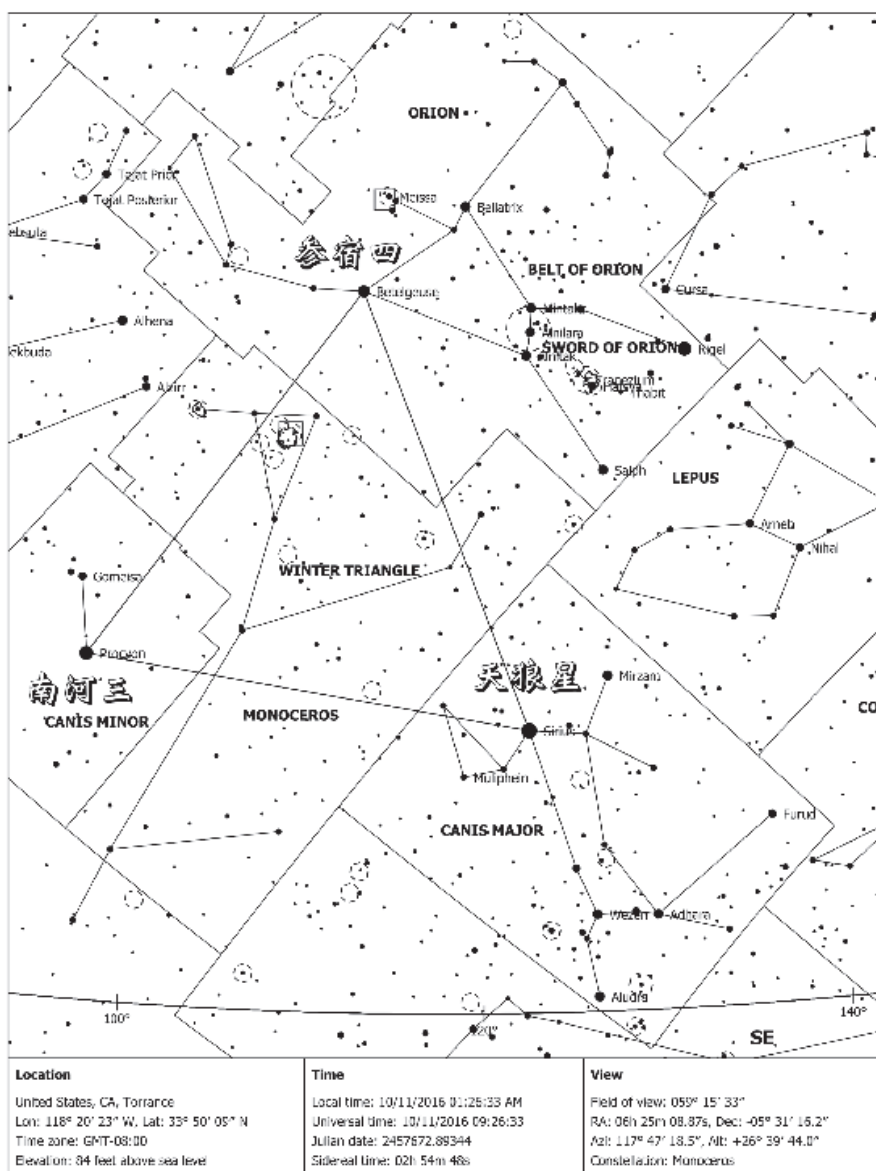 ORION
Tajat Prior
Meissa
Tajat Posterior
Bellatrix
参宿四
BELT OF ORION
Betelgeuse
Cursa
Mintaka
Alhena
Alnilam
SWORD OF ORION
Rigel
Alnitak
Trapezium
Thabit
Alzirr
Saiph
LEPUS
Arneb
Nihal
WINTER TRIANGLE
Gomeisa
Procyon
南河三
天狼星
Mirzam
CANIS MINOR
MONOCEROS
CO
Sirius
Muliphein
CANIS MAJOR
Furud
Wezen
Adhara
Aludra
100°
120°
140°
SE
Location
United States, CA, Torrance
Lon: 118° 20' 23" W, Lat: 33° 50' 09" N
Time zone: GMT-08:00
Elevation: 84 feet above sea level
Time
Local time: 10/11/2016 01:26:33 AM
Universal time: 10/11/2016 09:26:33
Julian date: 2457672.89344
Sidereal time: 02h 54m 48s
View
Field of view: 059° 15' 33"
RA: 06h 25m 08.87s, Dec: -05° 31' 16.2"
Azi: 117° 47' 18.5", Alt: +26° 39' 44.0"
Constellation: Monoceros